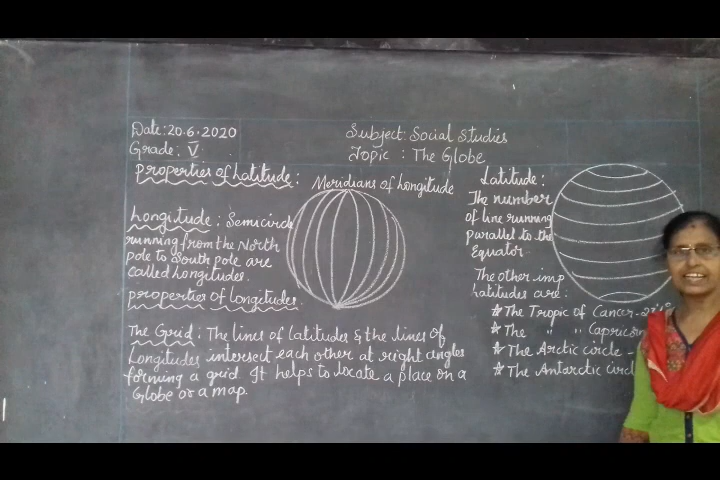 Date: 20.6.2020
Grade: V
Subject: Social Studies
Topic : The Globe
Properties of Latitude :
Meridians of Longitude
Longitude : Semicircle
running from the North
pole to South pole are
called longitudes.
properties of longitudes.
The Grid : The lines of latitudes & the lines of
Longitudes intersect each other at right angles
forming a grid. It helps to locate a place on a
Globe or a map.
Latitude :
The number
of line running
parallel to the
Equator.
The other imp
Latitudes are :
* The Tropic of Cancer - 23½
* The " " Capricorn
* The Arctic circle -
* The Antarctic circl